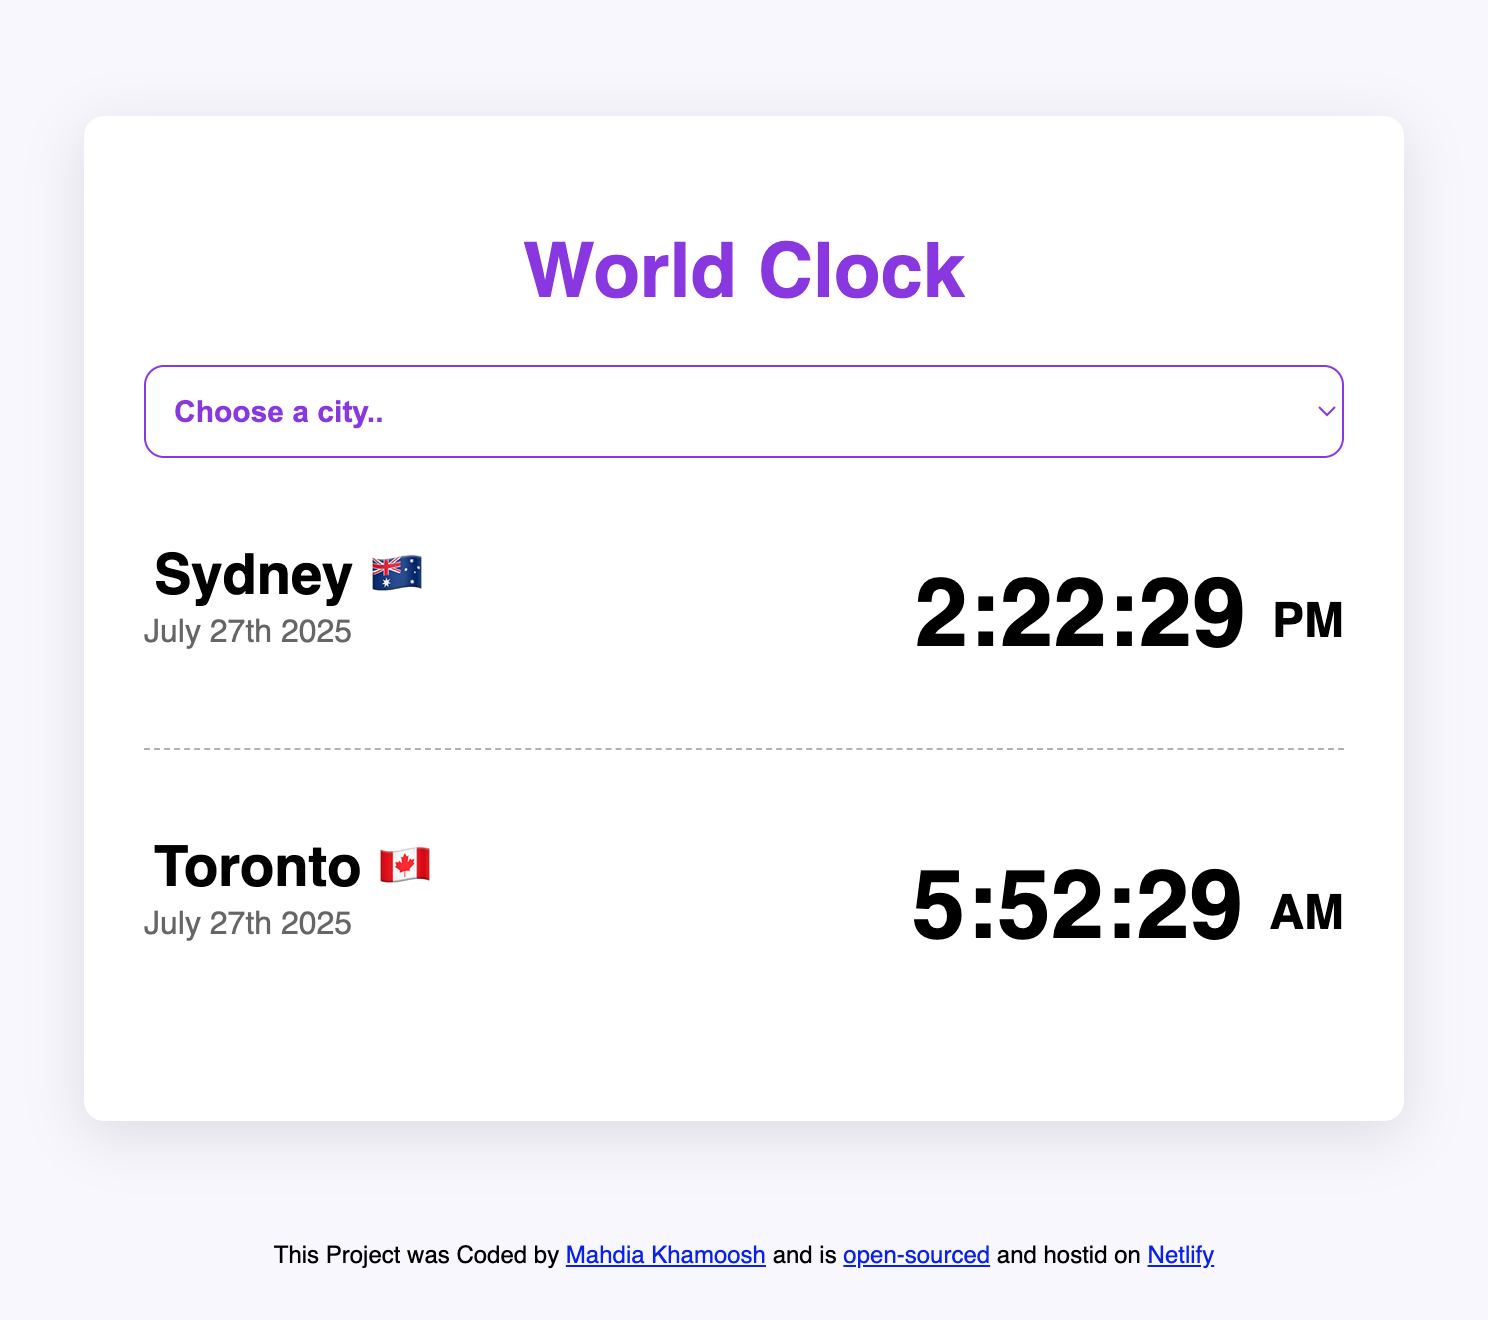 World Clock
Choose a city..
Sydney 🇦🇺
July 27th 2025
2:22:29 PM
Toronto 🇨🇦
July 27th 2025
5:52:29 AM
This Project was Coded by Mahdia Khamoosh and is open-sourced and hostid on Netlify